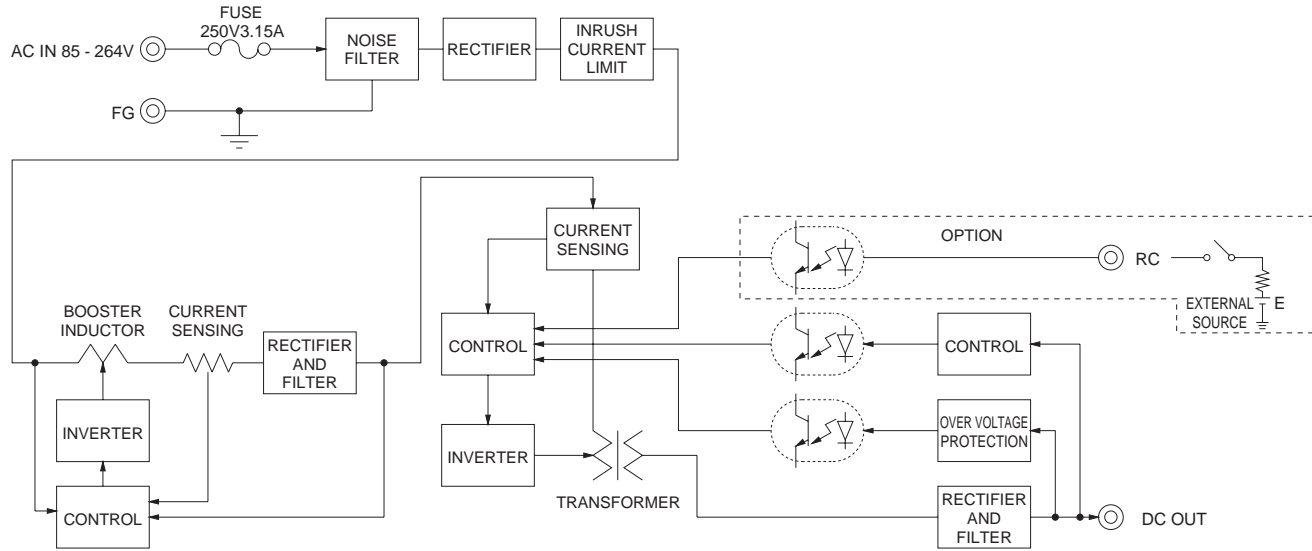 FUSE
250V3.15A
AC IN 85 - 264V
NOISE
FILTER
RECTIFIER
INRUSH
CURRENT
LIMIT
FG
CURRENT
SENSING
OPTION
RC
EXTERNAL
SOURCE
E
BOOSTER
INDUCTOR
CURRENT
SENSING
RECTIFIER
AND
FILTER
CONTROL
CONTROL
INVERTER
OVER VOLTAGE
PROTECTION
INVERTER
TRANSFORMER
CONTROL
RECTIFIER
AND
FILTER
DC OUT